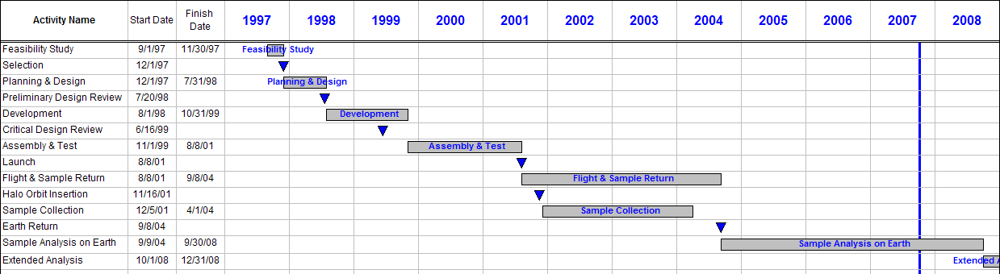 Activity Name Start Date Finish Date 1997 1998 1999 2000 2001 2002 2003 2004 2005 2006 2007 2008
Feasibility Study 9/1/97 11/30/97 Feasibility Study
Selection 12/1/97
Planning & Design 12/1/97 7/31/98 Planning & Design
Preliminary Design Review 7/20/98
Development 8/1/98 10/31/99 Development
Critical Design Review 6/16/99
Assembly & Test 11/1/99 8/8/01 Assembly & Test
Launch 8/8/01
Flight & Sample Return 8/8/01 9/8/04 Flight & Sample Return
Halo Orbit Insertion 11/16/01
Sample Collection 12/5/01 4/1/04 Sample Collection
Earth Return 9/8/04
Sample Analysis on Earth 9/9/04 9/30/08 Sample Analysis on Earth
Extended Analysis 10/1/08 12/31/08 Extended A